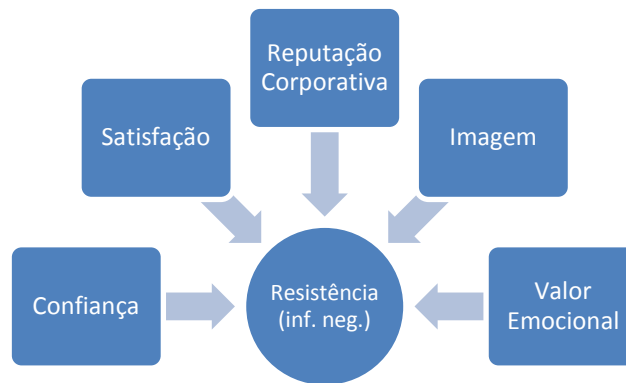 Reputação
Corporativa
Satisfação
Imagem
Confiança
Resistência
(inf. neg.)
Valor
Emocional